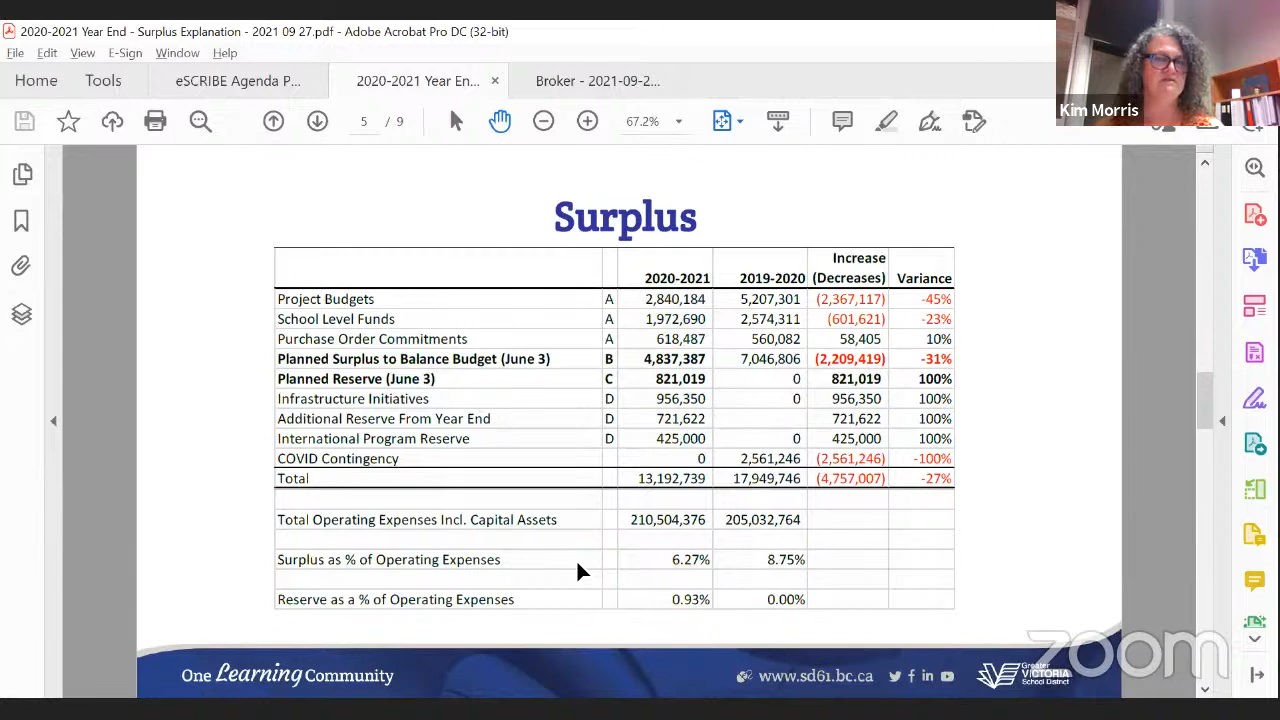 2020-2021 Year End - Surplus Explanation - 2021 09 27.pdf - Adobe Acrobat Pro DC (32-bit)
File Edit View E-Sign Window Help
Home Tools eSCRIBE Agenda P... 2020-2021 Year En... × Broker - 2021-09-2...
5 / 9 67.2%
Kim Morris
Surplus
2020-2021 2019-2020 Increase (Decreases) Variance
Project Budgets A 2,840,184 5,207,301 (2,367,117) -45%
School Level Funds A 1,972,690 2,574,311 (601,621) -23%
Purchase Order Commitments A 618,487 560,082 58,405 10%
Planned Surplus to Balance Budget (June 3) B 4,837,387 7,046,806 (2,209,419) -31%
Planned Reserve (June 3) C 821,019 0 821,019 100%
Infrastructure Initiatives D 956,350 0 956,350 100%
Additional Reserve From Year End D 721,622 721,622 100%
International Program Reserve D 425,000 0 425,000 100%
COVID Contingency 0 2,561,246 (2,561,246) -100%
Total 13,192,739 17,949,746 (4,757,007) -27%
Total Operating Expenses Incl. Capital Assets 210,504,376 205,032,764
Surplus as % of Operating Expenses 6.27% 8.75%
Reserve as a % of Operating Expenses 0.93% 0.00%
One Learning Community
www.sd61.bc.ca
Greater
VICTORIA
School District
zoom